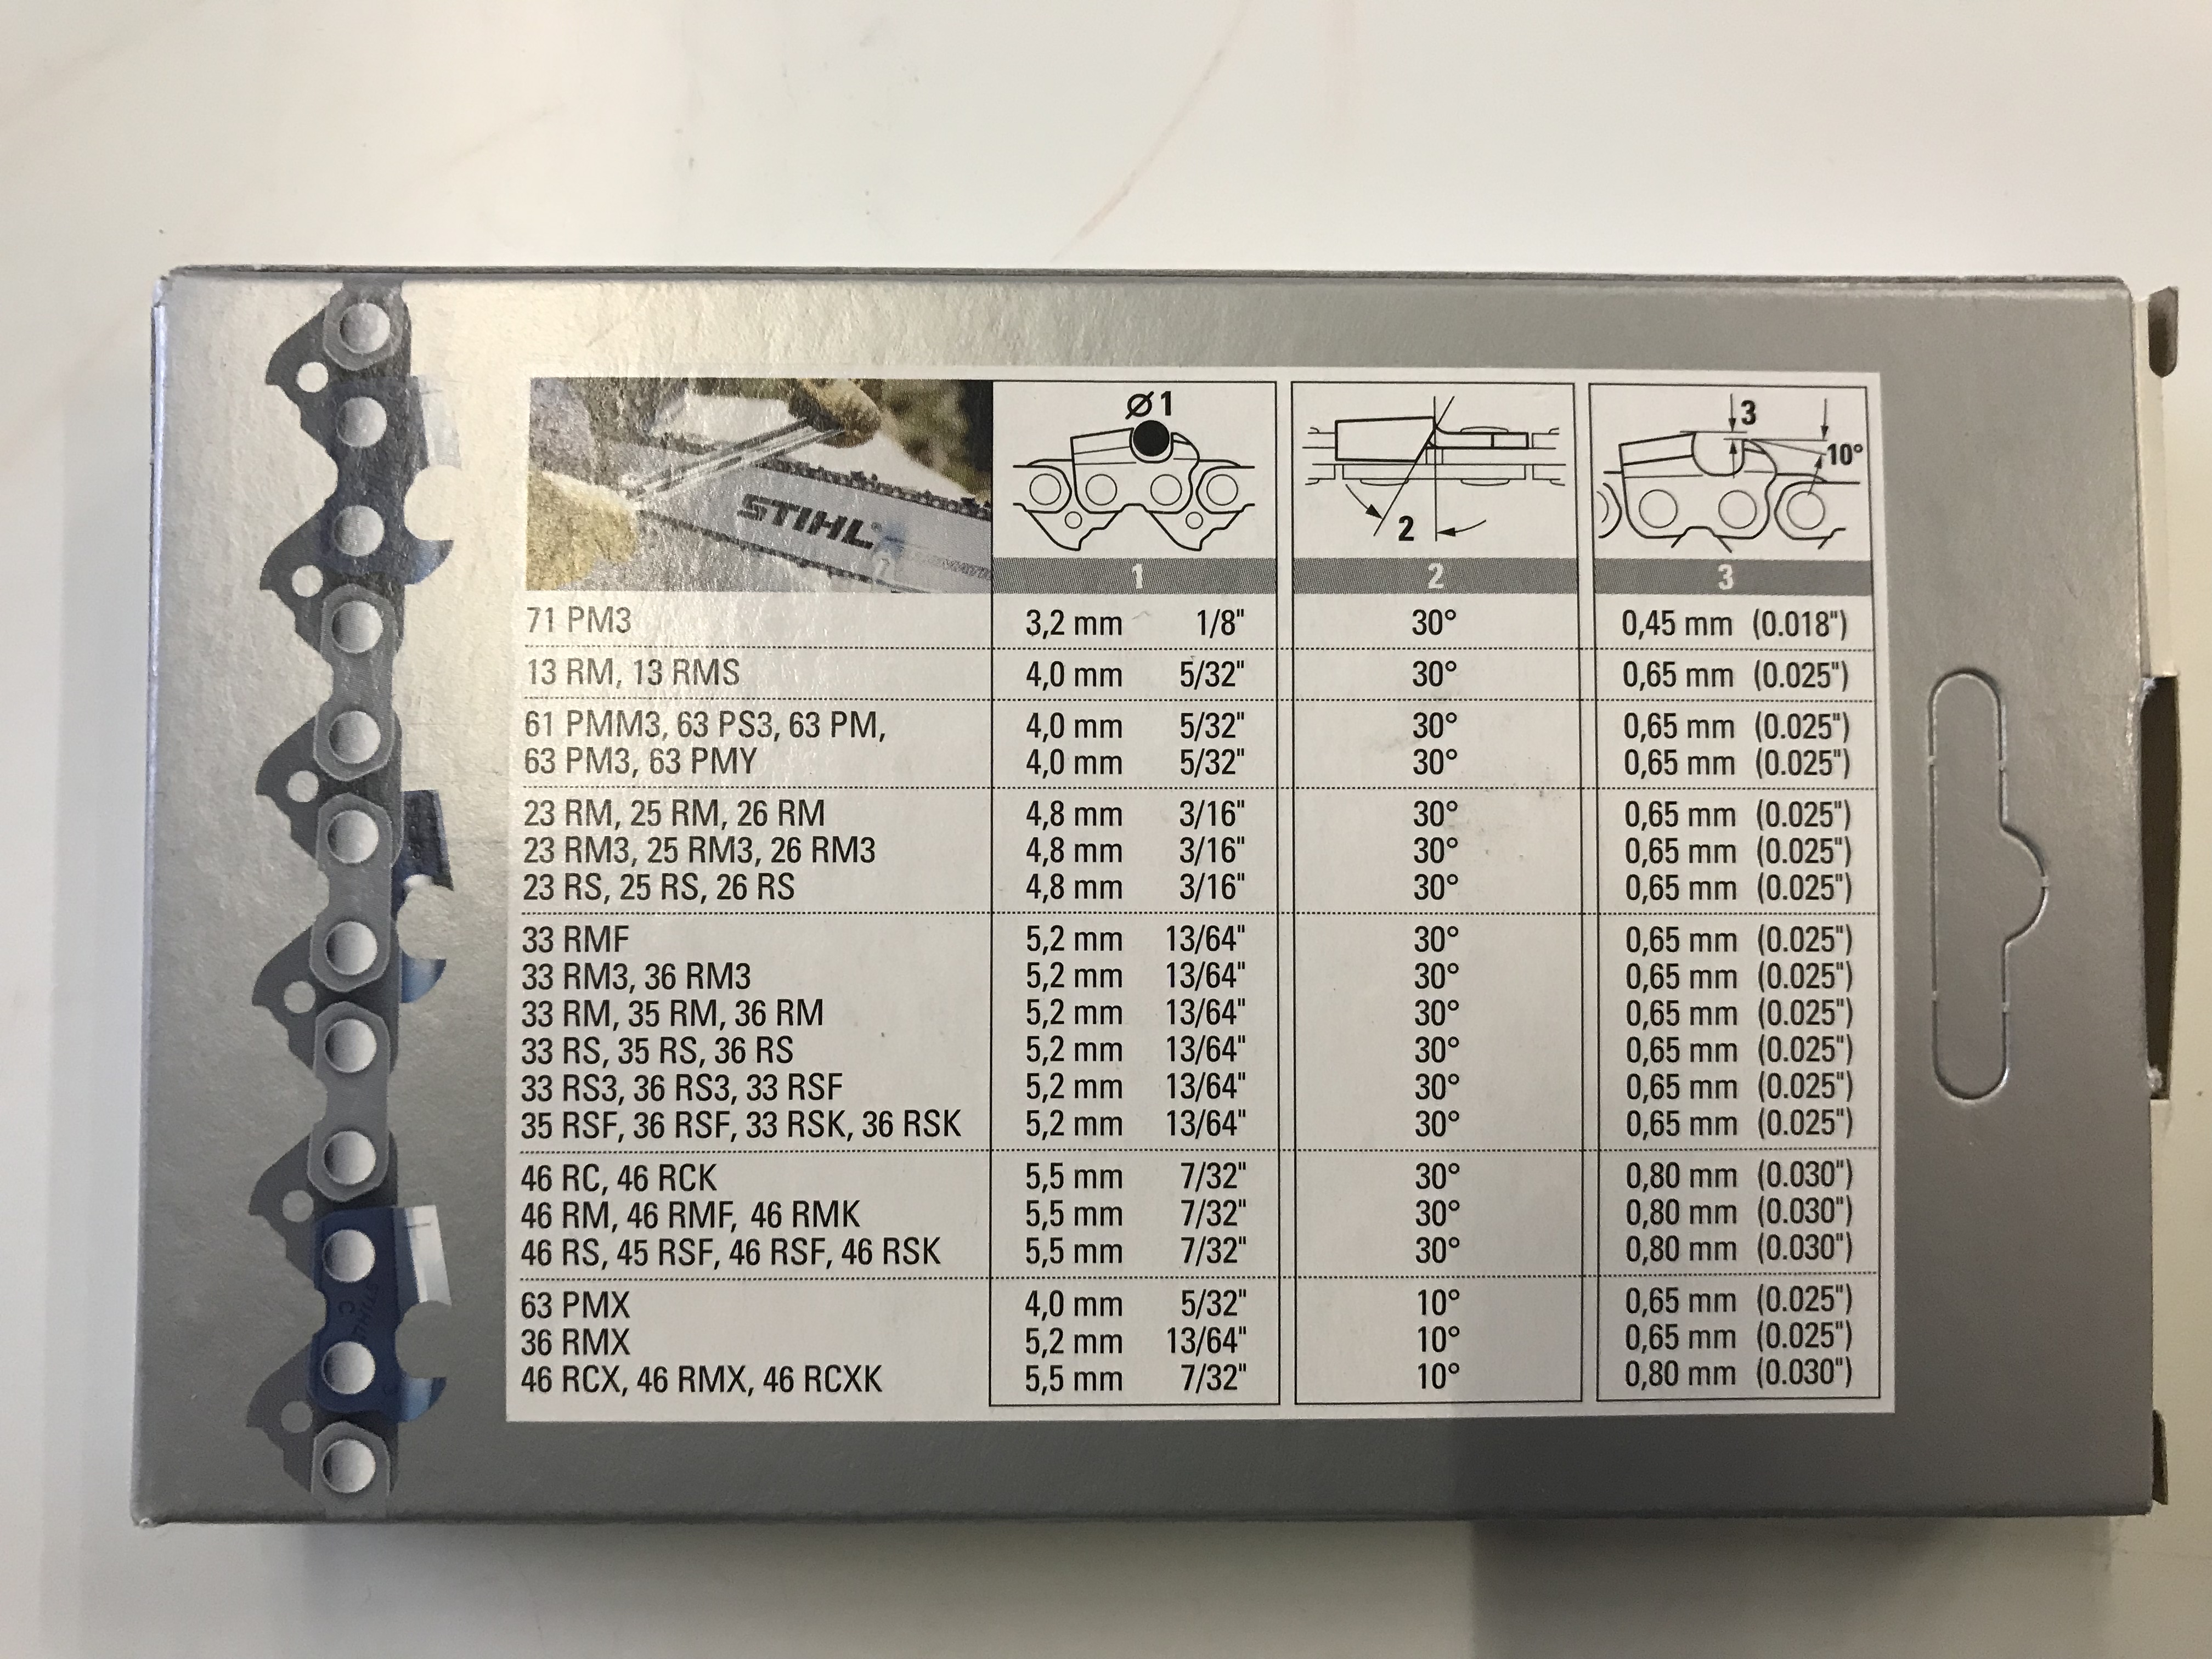 STIHL
Ø 1
2
3
10°
1 2 3
71 PM3 3,2 mm 1/8" 30° 0,45 mm (0.018")
13 RM, 13 RMS 4,0 mm 5/32" 30° 0,65 mm (0.025")
61 PMM3, 63 PS3, 63 PM, 4,0 mm 5/32" 30° 0,65 mm (0.025")
63 PM3, 63 PMY 4,0 mm 5/32" 30° 0,65 mm (0.025")
23 RM, 25 RM, 26 RM 4,8 mm 3/16" 30° 0,65 mm (0.025")
23 RM3, 25 RM3, 26 RM3 4,8 mm 3/16" 30° 0,65 mm (0.025")
23 RS, 25 RS, 26 RS 4,8 mm 3/16" 30° 0,65 mm (0.025")
33 RMF 5,2 mm 13/64" 30° 0,65 mm (0.025")
33 RM3, 36 RM3 5,2 mm 13/64" 30° 0,65 mm (0.025")
33 RM, 35 RM, 36 RM 5,2 mm 13/64" 30° 0,65 mm (0.025")
33 RS, 35 RS, 36 RS 5,2 mm 13/64" 30° 0,65 mm (0.025")
33 RS3, 36 RS3, 33 RSF 5,2 mm 13/64" 30° 0,65 mm (0.025")
35 RSF, 36 RSF, 33 RSK, 36 RSK 5,2 mm 13/64" 30° 0,65 mm (0.025")
46 RC, 46 RCK 5,5 mm 7/32" 30° 0,80 mm (0.030")
46 RM, 46 RMF, 46 RMK 5,5 mm 7/32" 30° 0,80 mm (0.030")
46 RS, 45 RSF, 46 RSF, 46 RSK 5,5 mm 7/32" 30° 0,80 mm (0.030")
63 PMX 4,0 mm 5/32" 10° 0,65 mm (0.025")
36 RMX 5,2 mm 13/64" 10° 0,65 mm (0.025")
46 RCX, 46 RMX, 46 RCXK 5,5 mm 7/32" 10° 0,80 mm (0.030")
STIHL
C